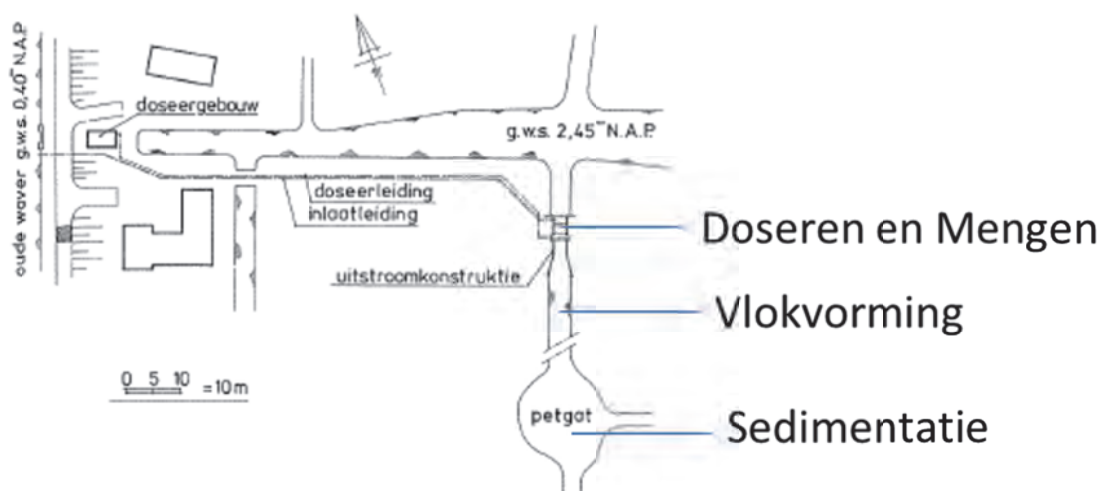 oude waver g.w.s. 0,40 - N.A.P.
doseergebouw
g.w.s. 2,45 - N.A.P.
doseerleiding
inlaatleiding
uitstroomkonstruktie
Doseren en Mengen
Vlokvorming
0 5 10 =10m
petgat
Sedimentatie